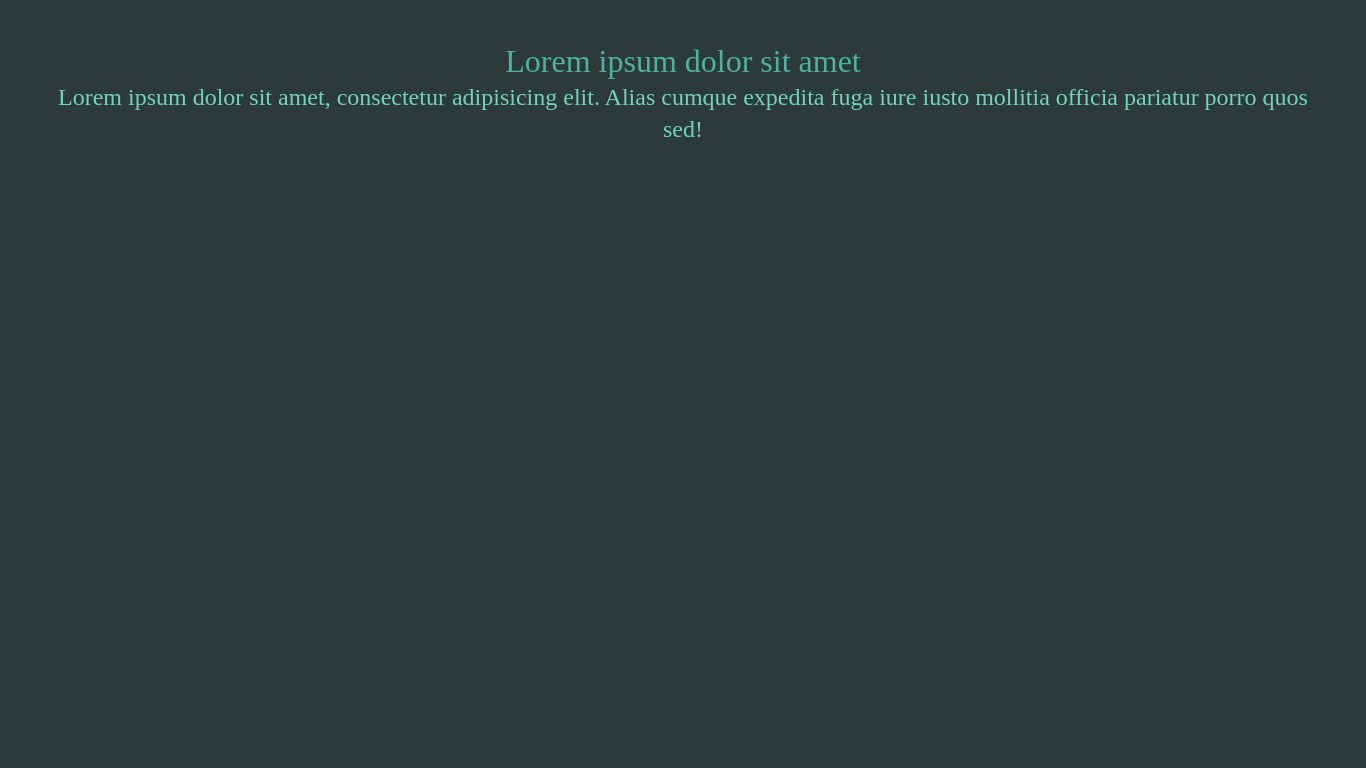 Lorem ipsum dolor sit amet
Lorem ipsum dolor sit amet, consectetur adipisicing elit. Alias cumque expedita fuga iure iusto mollitia officia pariatur porro quos
sed!